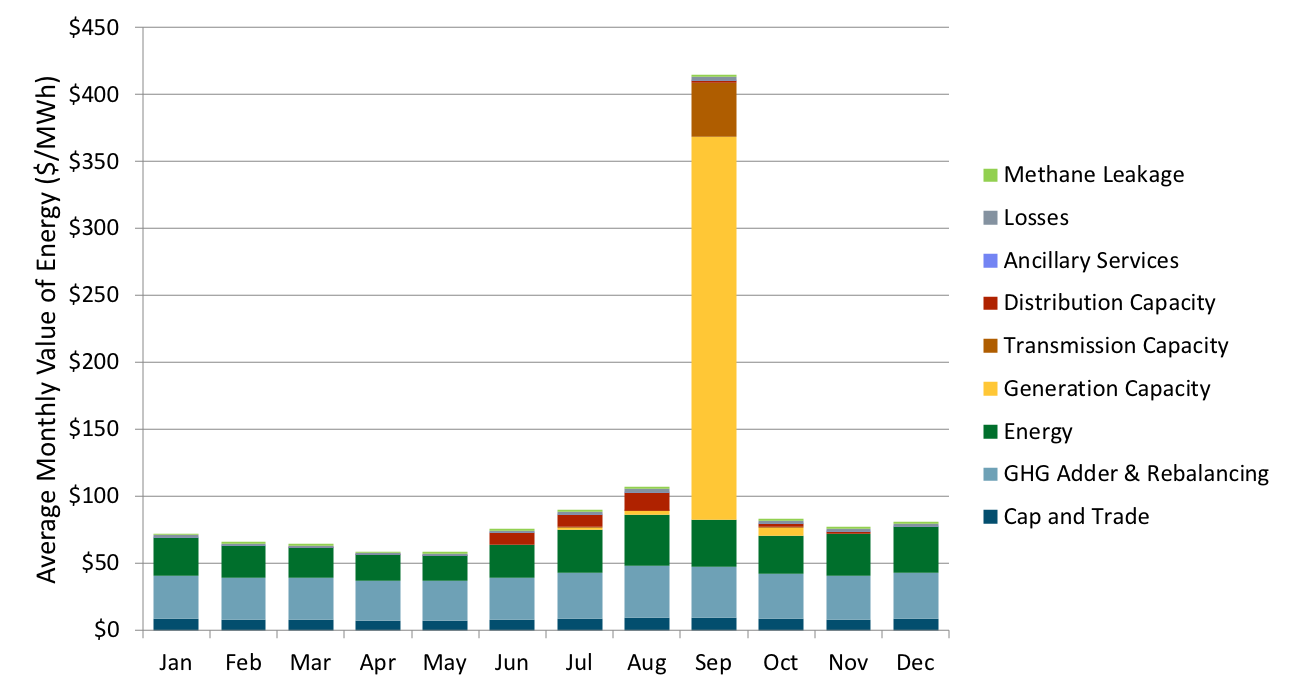 Average Monthly Value of Energy ($/MWh)
$450
$400
$350
$300
$250
$200
$150
$100
$50
$0
Jan Feb Mar Apr May Jun Jul Aug Sep Oct Nov Dec
Methane Leakage
Losses
Ancillary Services
Distribution Capacity
Transmission Capacity
Generation Capacity
Energy
GHG Adder & Rebalancing
Cap and Trade